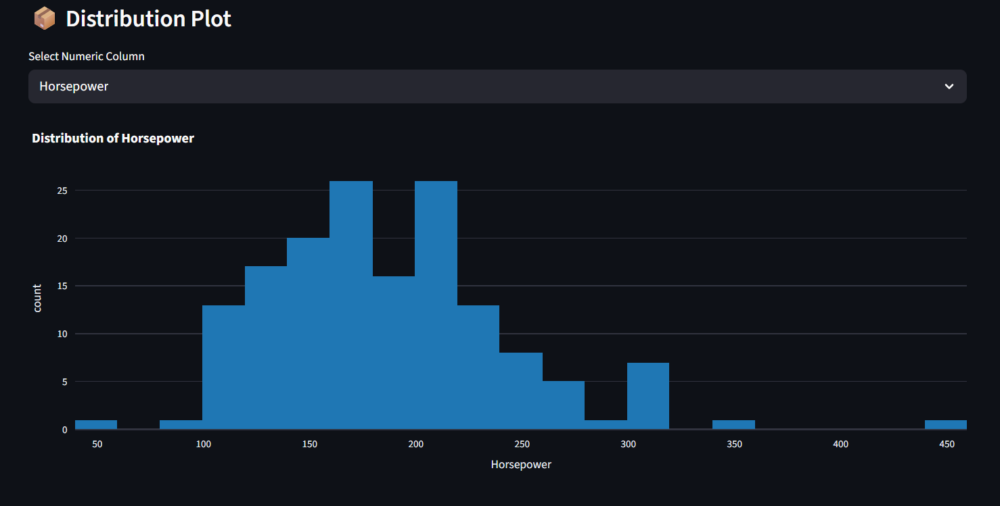 📦 Distribution Plot
Select Numeric Column
Horsepower
Distribution of Horsepower
25
20
15
10
5
0
count
50 100 150 200 250 300 350 400 450
Horsepower